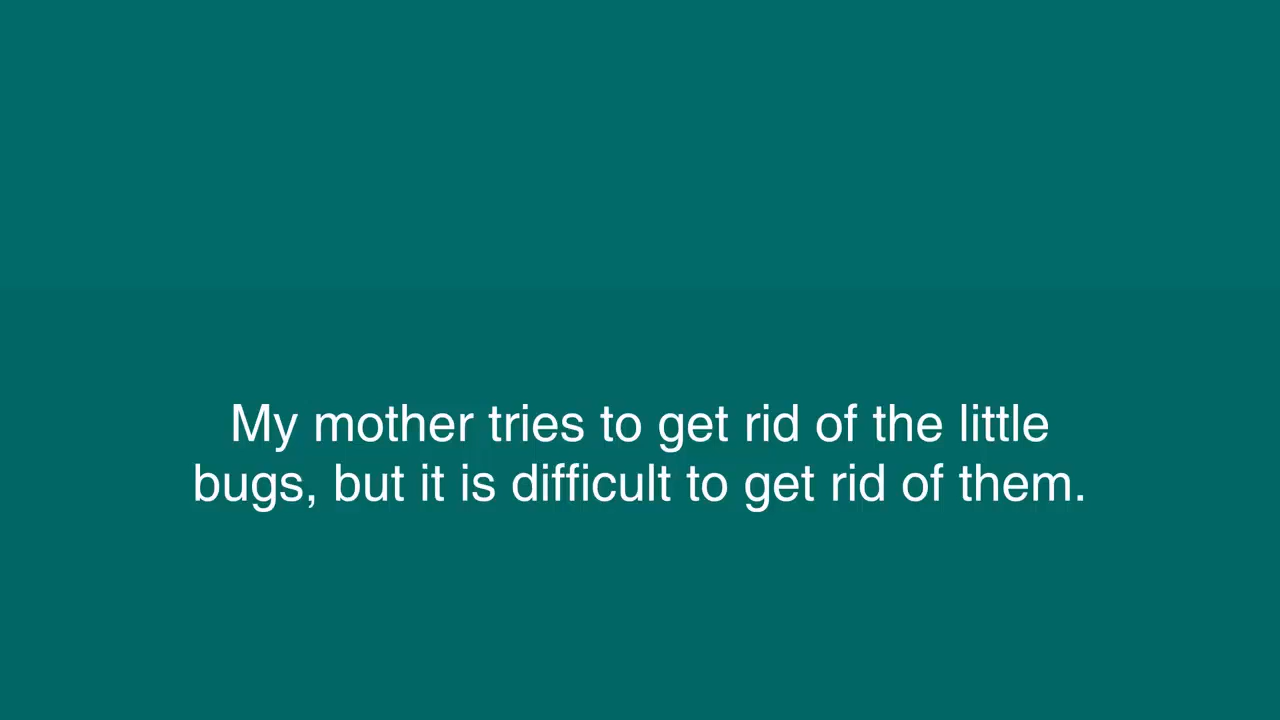 My mother tries to get rid of the little
bugs, but it is difficult to get rid of them.